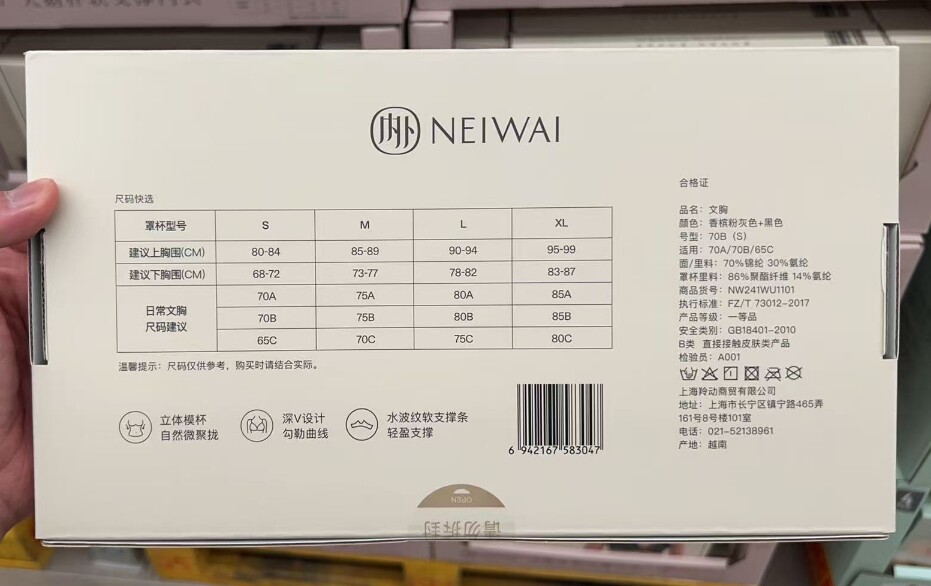 NEIWAI
尺码快选
罩杯型号 S M L XL
建议上胸围(CM) 80-84 85-89 90-94 95-99
建议下胸围(CM) 68-72 73-77 78-82 83-87
日常文胸
尺码建议
70A 75A 80A 85A
70B 75B 80B 85B
65C 70C 75C 80C
温馨提示：尺码仅供参考，购买时请结合实际。
立体模杯
自然微聚拢
深V设计
勾勒曲线
水波纹软支撑条
轻盈支撑
6 942167 583047
合格证
品名：文胸
颜色：香槟粉灰色+黑色
号型：70B（S）
适用：70A/70B/65C
面/里料：70%锦纶 30%氨纶
罩杯里料：86%聚酯纤维 14%氨纶
商品货号：NW241WU1101
执行标准：FZ/T 73012-2017
产品等级：一等品
安全类别：GB18401-2010
B类 直接接触皮肤类产品
检验员：A001
上海羚动商贸有限公司
地址：上海市长宁区镇宁路465弄
161号8号楼101室
电话：021-52138961
产地：越南
OPEN
请勿拆封